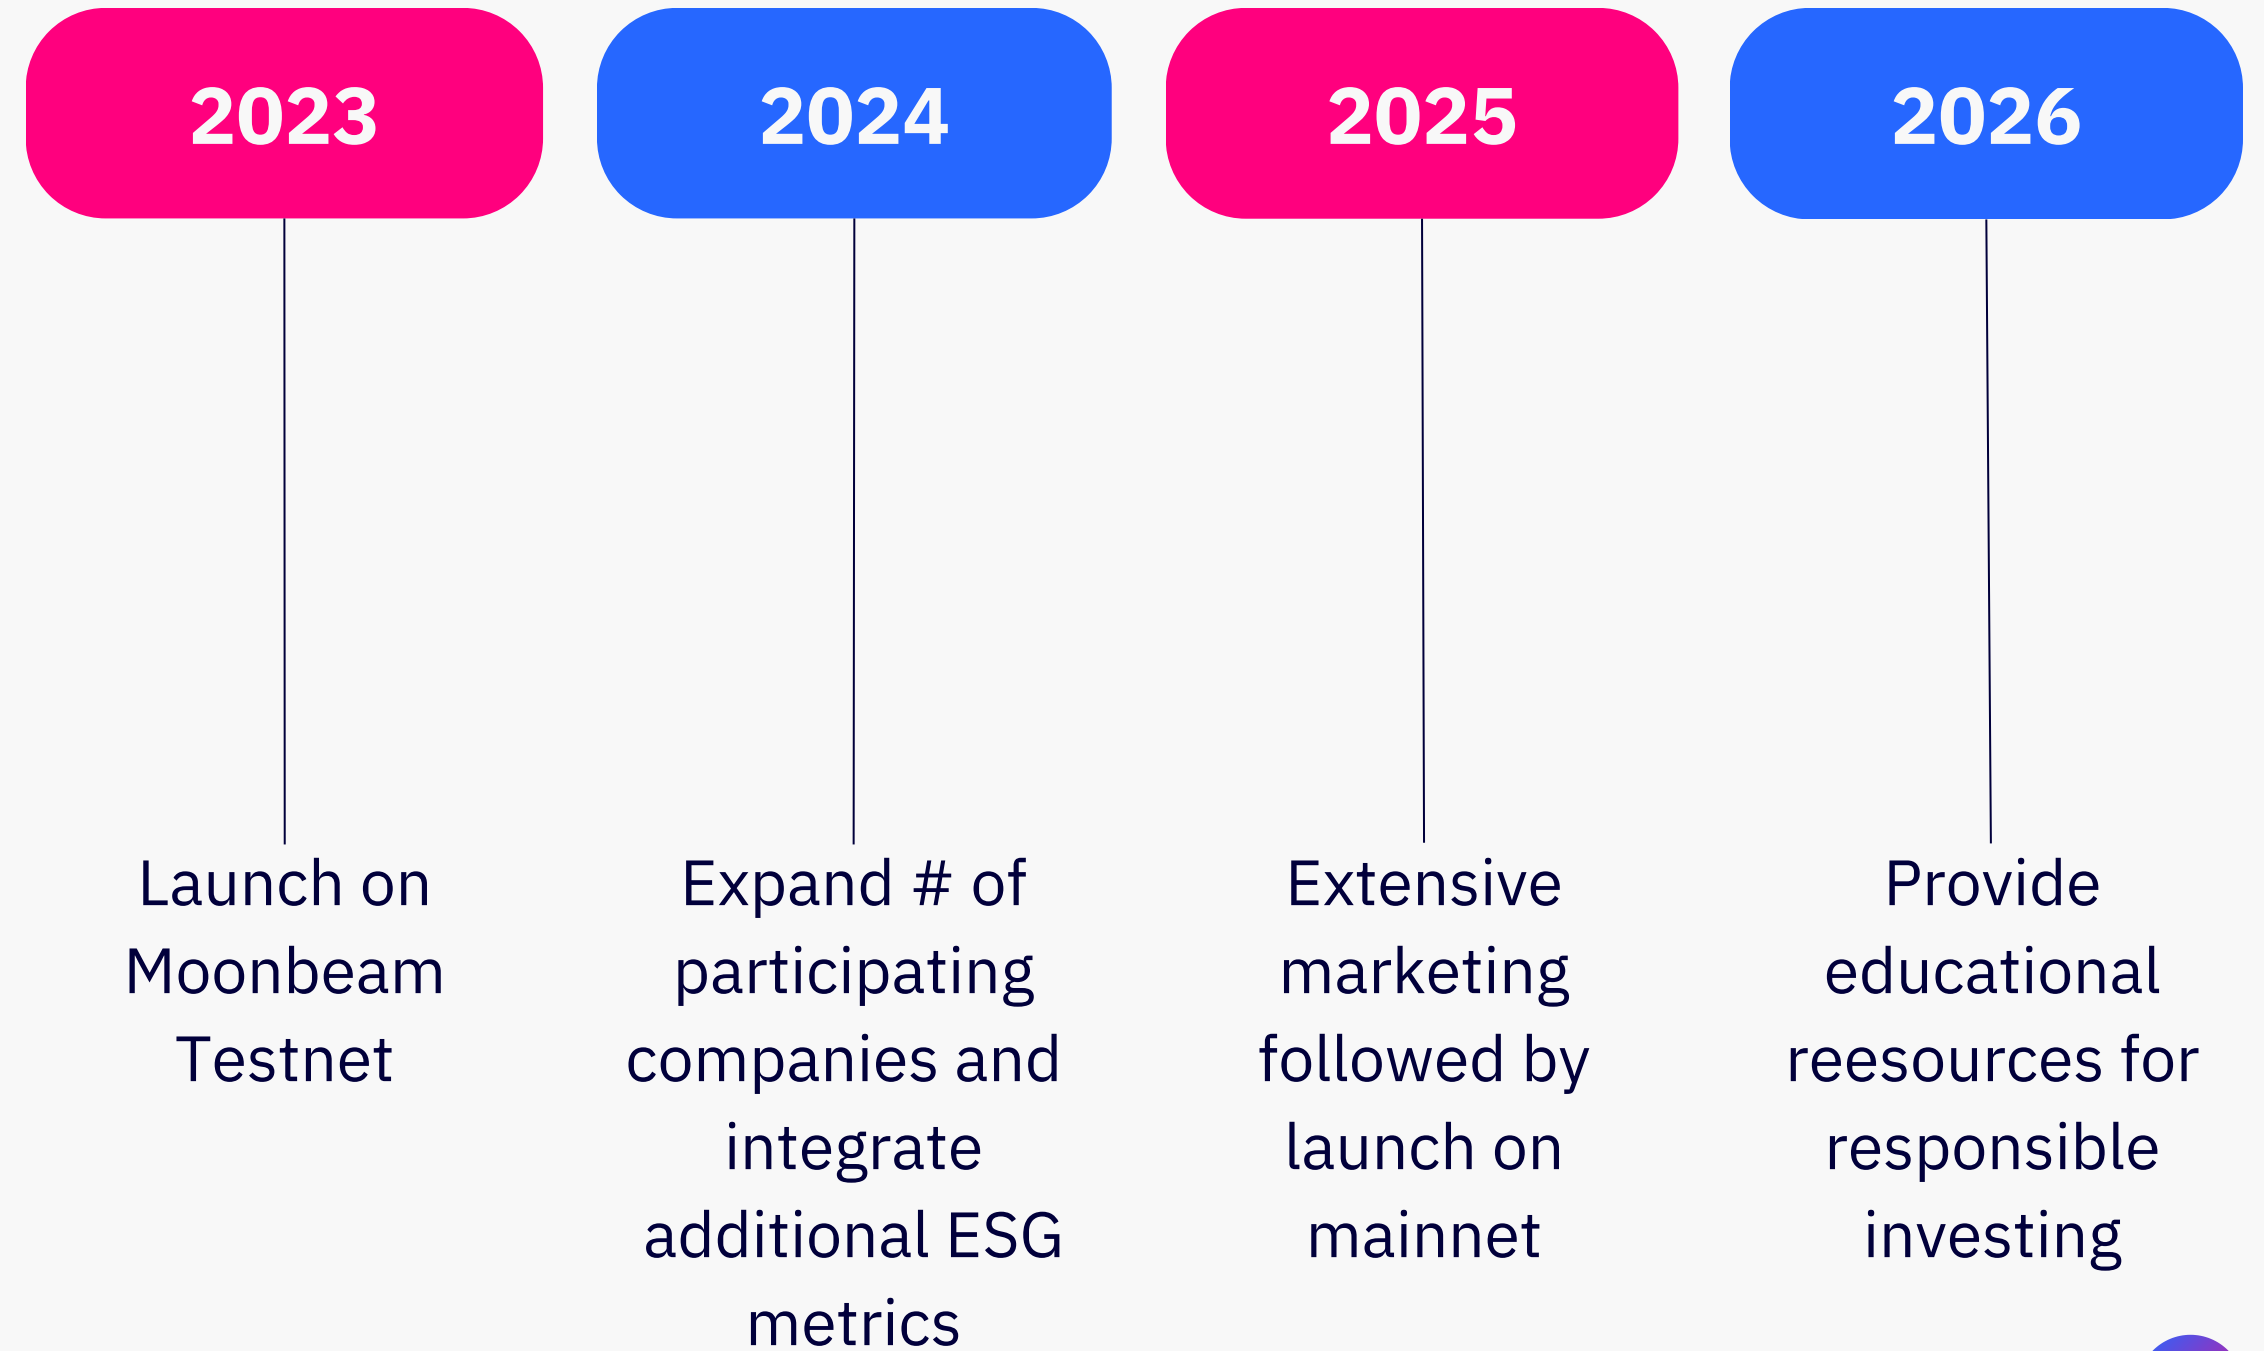 2023
2024
2025
2026
Launch on
Moonbeam
Testnet
Expand # of
participating
companies and
integrate
additional ESG
metrics
Extensive
marketing
followed by
launch on
mainnet
Provide
educational
reesources for
responsible
investing